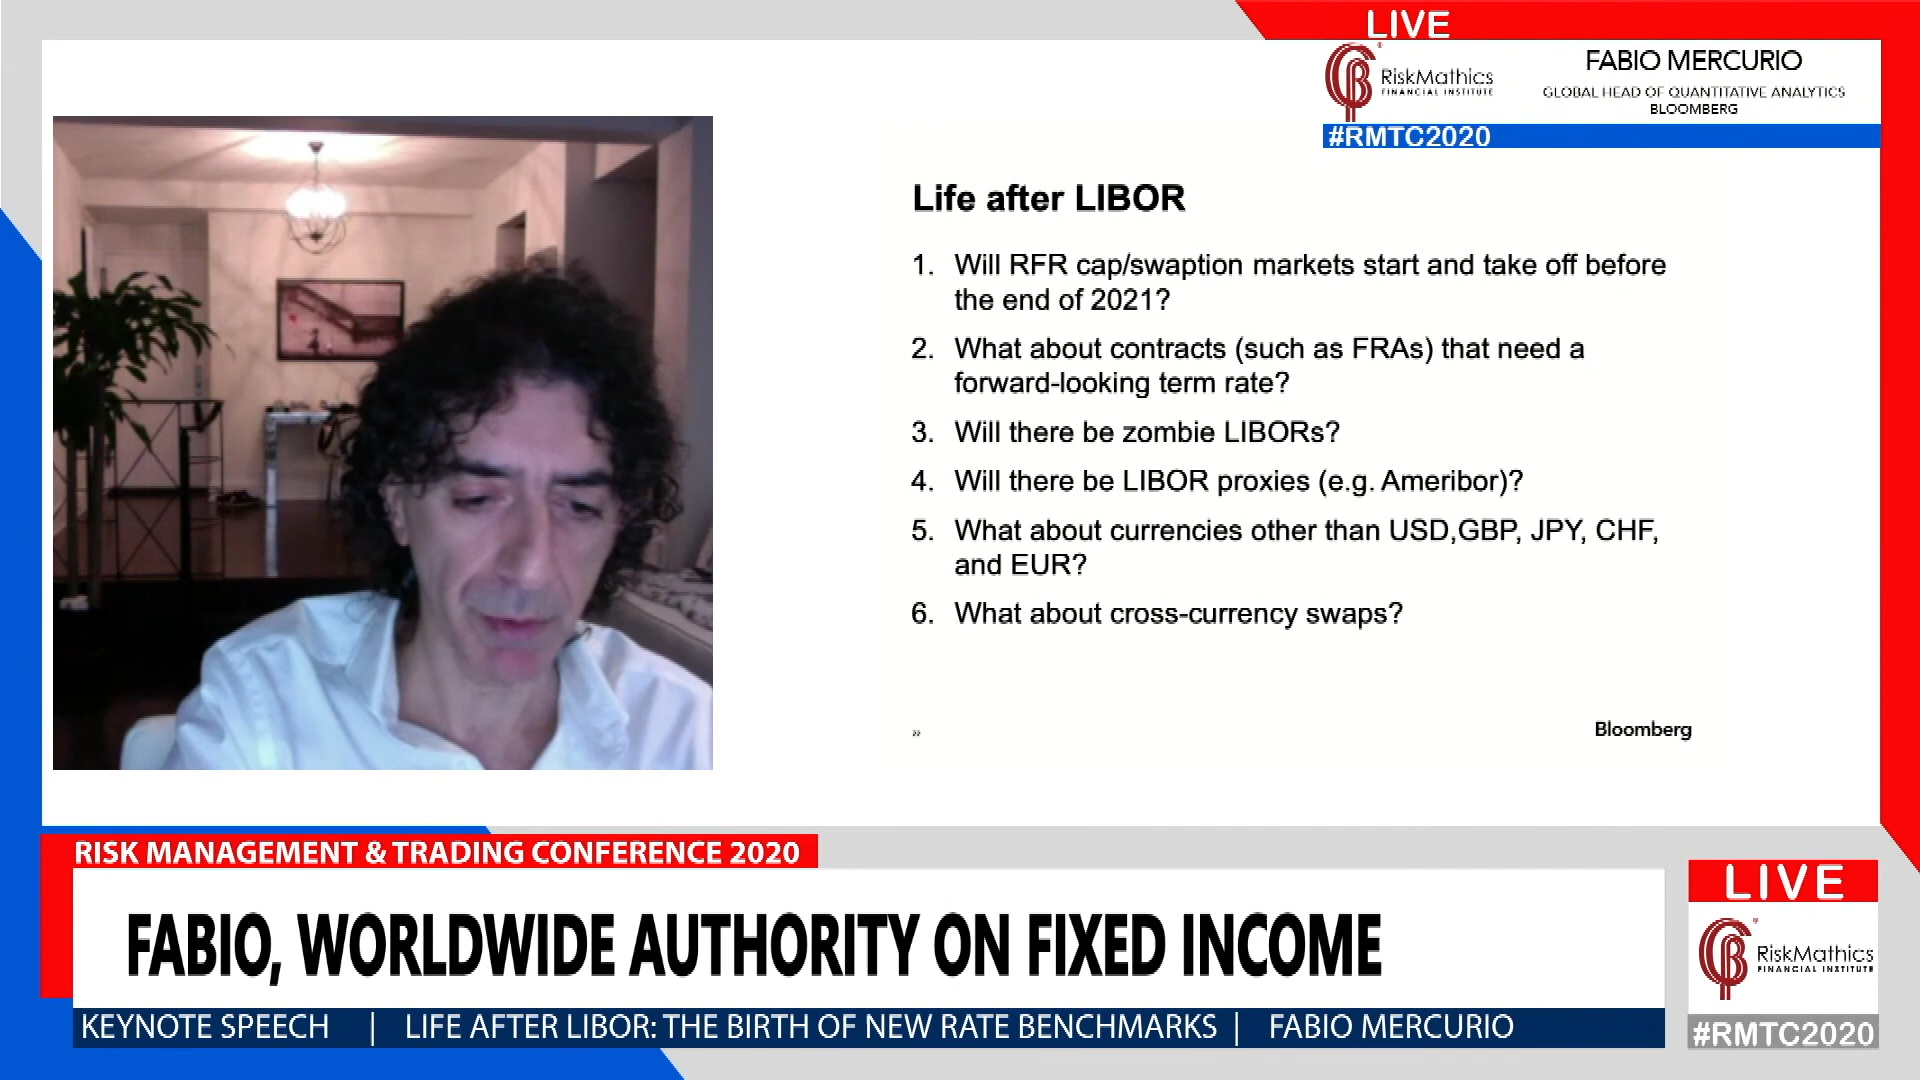 LIVE
RiskMathics
FINANCIAL INSTITUTE
FABIO MERCURIO
GLOBAL HEAD OF QUANTITATIVE ANALYTICS
BLOOMBERG
#RMTC2020
Life after LIBOR
1. Will RFR cap/swaption markets start and take off before
the end of 2021?
2. What about contracts (such as FRAs) that need a
forward-looking term rate?
3. Will there be zombie LIBORs?
4. Will there be LIBOR proxies (e.g. Ameribor)?
5. What about currencies other than USD,GBP, JPY, CHF,
and EUR?
6. What about cross-currency swaps?
Bloomberg
RISK MANAGEMENT & TRADING CONFERENCE 2020
FABIO, WORLDWIDE AUTHORITY ON FIXED INCOME
KEYNOTE SPEECH | LIFE AFTER LIBOR: THE BIRTH OF NEW RATE BENCHMARKS | FABIO MERCURIO
LIVE
RiskMathics
FINANCIAL INSTITUTE
#RMTC2020